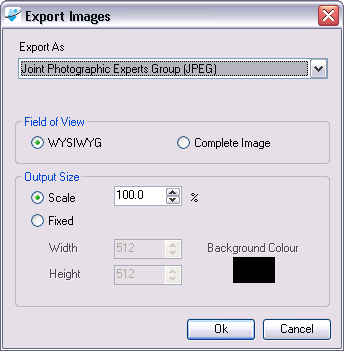 Export Images
Export As
Joint Photographic Experts Group (JPEG)
Field of View
WYSIWYG Complete Image
Output Size
Scale 100.0 %
Fixed
Width 512 Background Colour
Height 512
Ok Cancel